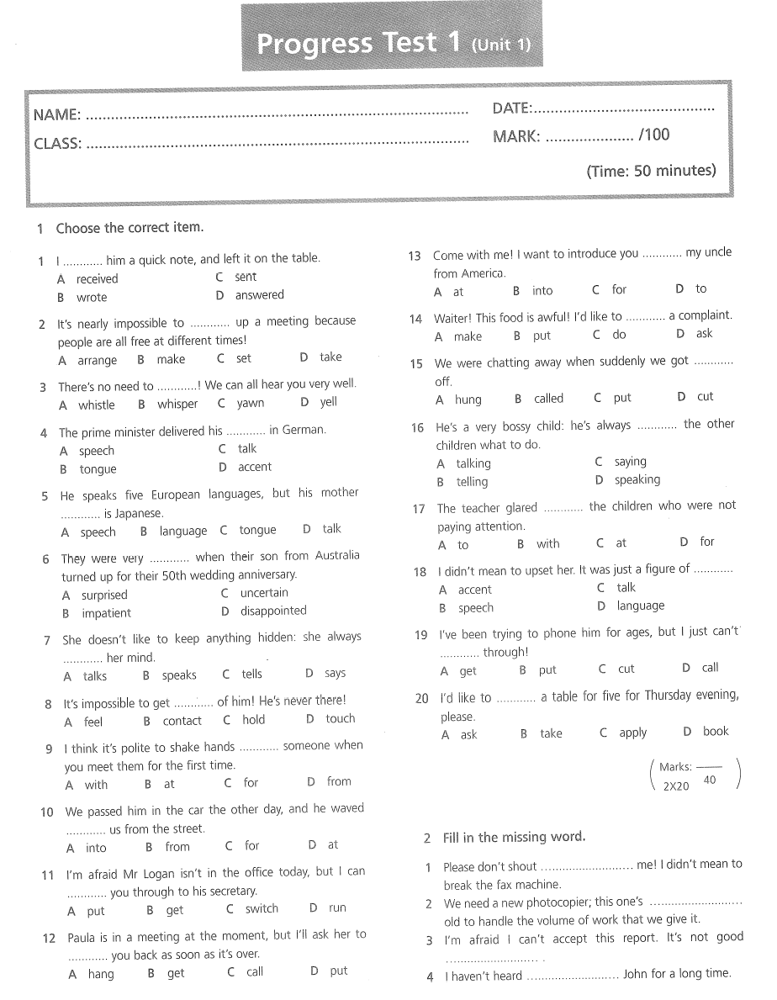 Progress Test 1 (Unit 1)
NAME: ..........................................................................................
DATE:..........................................
CLASS: ..........................................................................................
MARK: ..................... /100
(Time: 50 minutes)
1 Choose the correct item.
1 I ............ him a quick note, and left it on the table.
A received C sent
B wrote D answered
2 It's nearly impossible to ............ up a meeting because
people are all free at different times!
A arrange B make C set D take
3 There's no need to ............! We can all hear you very well.
A whistle B whisper C yawn D yell
4 The prime minister delivered his ............ in German.
A speech C talk
B tongue D accent
5 He speaks five European languages, but his mother
............ is Japanese.
A speech B language C tongue D talk
6 They were very ............ when their son from Australia
turned up for their 50th wedding anniversary.
A surprised C uncertain
B impatient D disappointed
7 She doesn't like to keep anything hidden: she always
............ her mind.
A talks B speaks C tells D says
8 It's impossible to get ............ of him! He's never there!
A feel B contact C hold D touch
9 I think it's polite to shake hands ............ someone when
you meet them for the first time.
A with B at C for D from
10 We passed him in the car the other day, and he waved
............ us from the street.
A into B from C for D at
11 I'm afraid Mr Logan isn't in the office today, but I can
............ you through to his secretary.
A put B get C switch D run
12 Paula is in a meeting at the moment, but I'll ask her to
............ you back as soon as it's over.
A hang B get C call D put
13 Come with me! I want to introduce you ............ my uncle
from America.
A at B into C for D to
14 Waiter! This food is awful! I'd like to ............ a complaint.
A make B put C do D ask
15 We were chatting away when suddenly we got ............
off.
A hung B called C put D cut
16 He's a very bossy child: he's always ............ the other
children what to do.
A talking C saying
B telling D speaking
17 The teacher glared ............ the children who were not
paying attention.
A to B with C at D for
18 I didn't mean to upset her. It was just a figure of ............
A accent C talk
B speech D language
19 I've been trying to phone him for ages, but I just can't
............ through!
A get B put C cut D call
20 I'd like to ............ a table for five for Thursday evening,
please.
A ask B take C apply D book
(Marks: ____ )
2X20 40
2 Fill in the missing word.
1 Please don't shout .......................... me! I didn't mean to
break the fax machine.
2 We need a new photocopier; this one's ..........................
old to handle the volume of work that we give it.
3 I'm afraid I can't accept this report. It's not good
.......................... .
4 I haven't heard .......................... John for a long time.